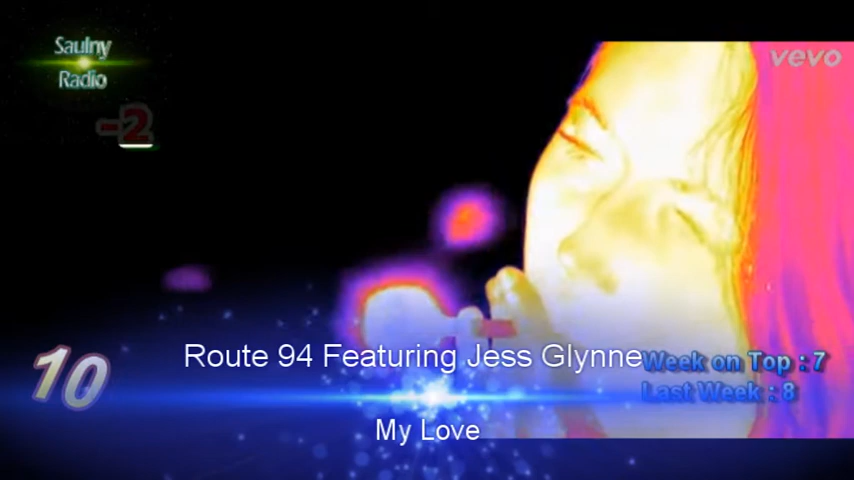 Saulny
Radio
vevo
-2
10
Route 94 Featuring Jess Glynne
Week on Top : 7
Last Week : 8
My Love